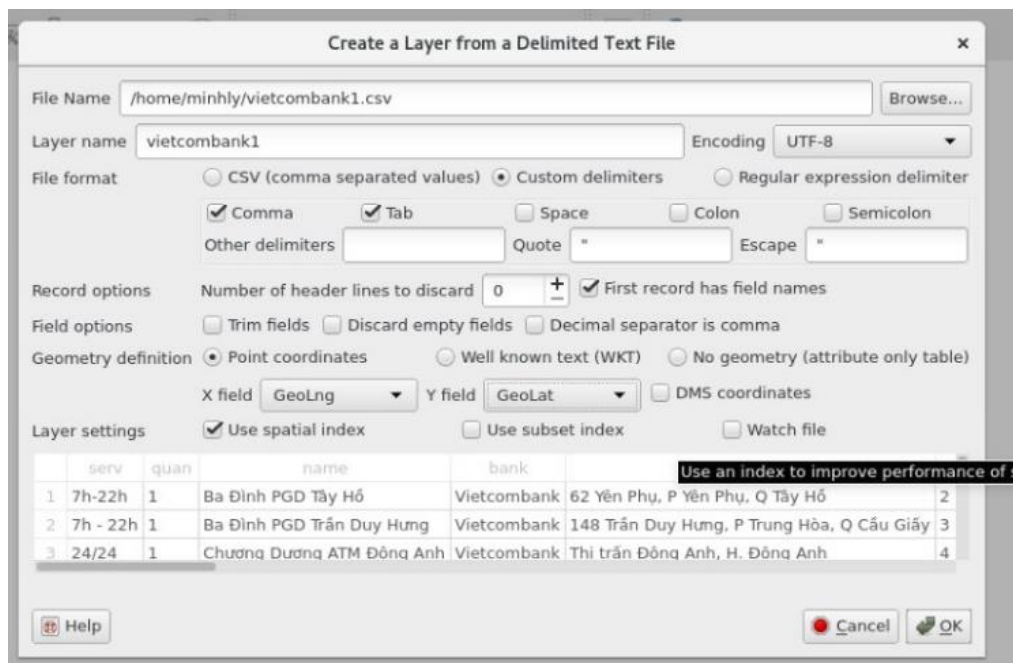 Create a Layer from a Delimited Text File
File Name /home/minhly/vietcombank1.csv Browse...
Layer name vietcombank1 Encoding UTF-8
File format CSV (comma separated values) Custom delimiters Regular expression delimiter
Comma Tab Space Colon Semicolon
Other delimiters Quote " Escape "
Record options Number of header lines to discard 0 First record has field names
Field options Trim fields Discard empty fields Decimal separator is comma
Geometry definition Point coordinates Well known text (WKT) No geometry (attribute only table)
X field GeoLng Y field GeoLat DMS coordinates
Layer settings Use spatial index Use subset index Watch file
serv quan name bank
Use an index to improve performance of
1 7h-22h 1 Ba Đình PGD Tây Hồ Vietcombank 62 Yên Phụ, P Yên Phụ, Q Tây Hồ 2
2 7h - 22h 1 Ba Đình PGD Trần Duy Hưng Vietcombank 148 Trần Duy Hưng, P Trung Hòa, Q Cầu Giấy 3
3 24/24 1 Chương Dương ATM Đông Anh Vietcombank Thị trấn Đông Anh, H. Đông Anh 4
Help Cancel OK